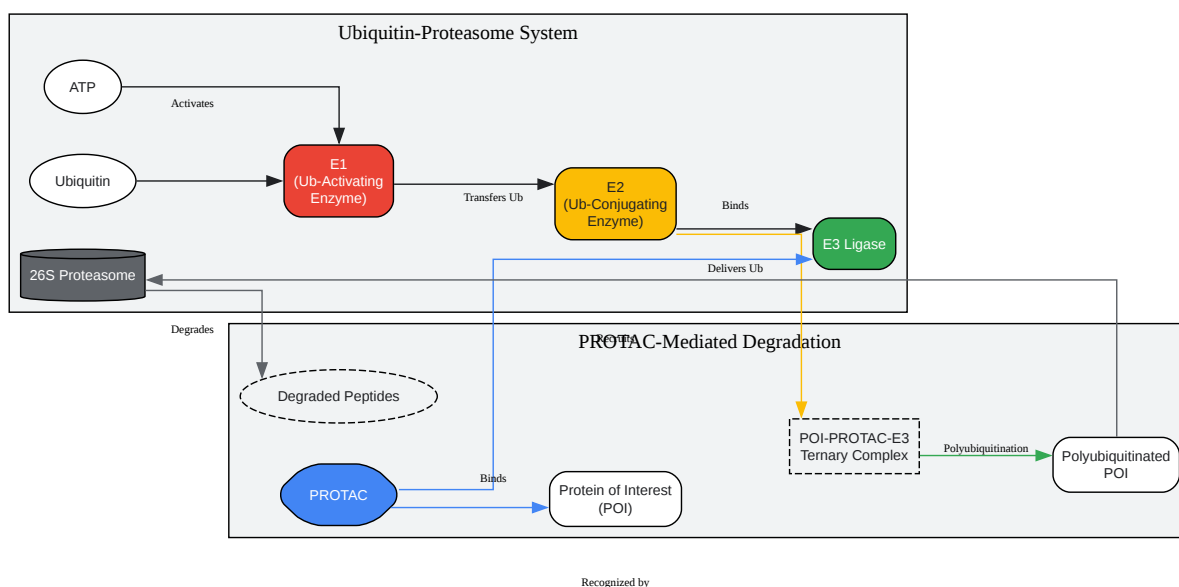 Ubiquitin-Proteasome System
ATP
Activates
Ubiquitin
E1
(Ub-Activating
Enzyme)
Transfers Ub
E2
(Ub-Conjugating
Enzyme)
Binds
E3 Ligase
26S Proteasome
Delivers Ub
Degrades
Recruits
PROTAC-Mediated Degradation
Degraded Peptides
POI-PROTAC-E3
Ternary Complex
Polyubiquitination
Polyubiquitinated
POI
PROTAC
Binds
Protein of Interest
(POI)
Recognized by